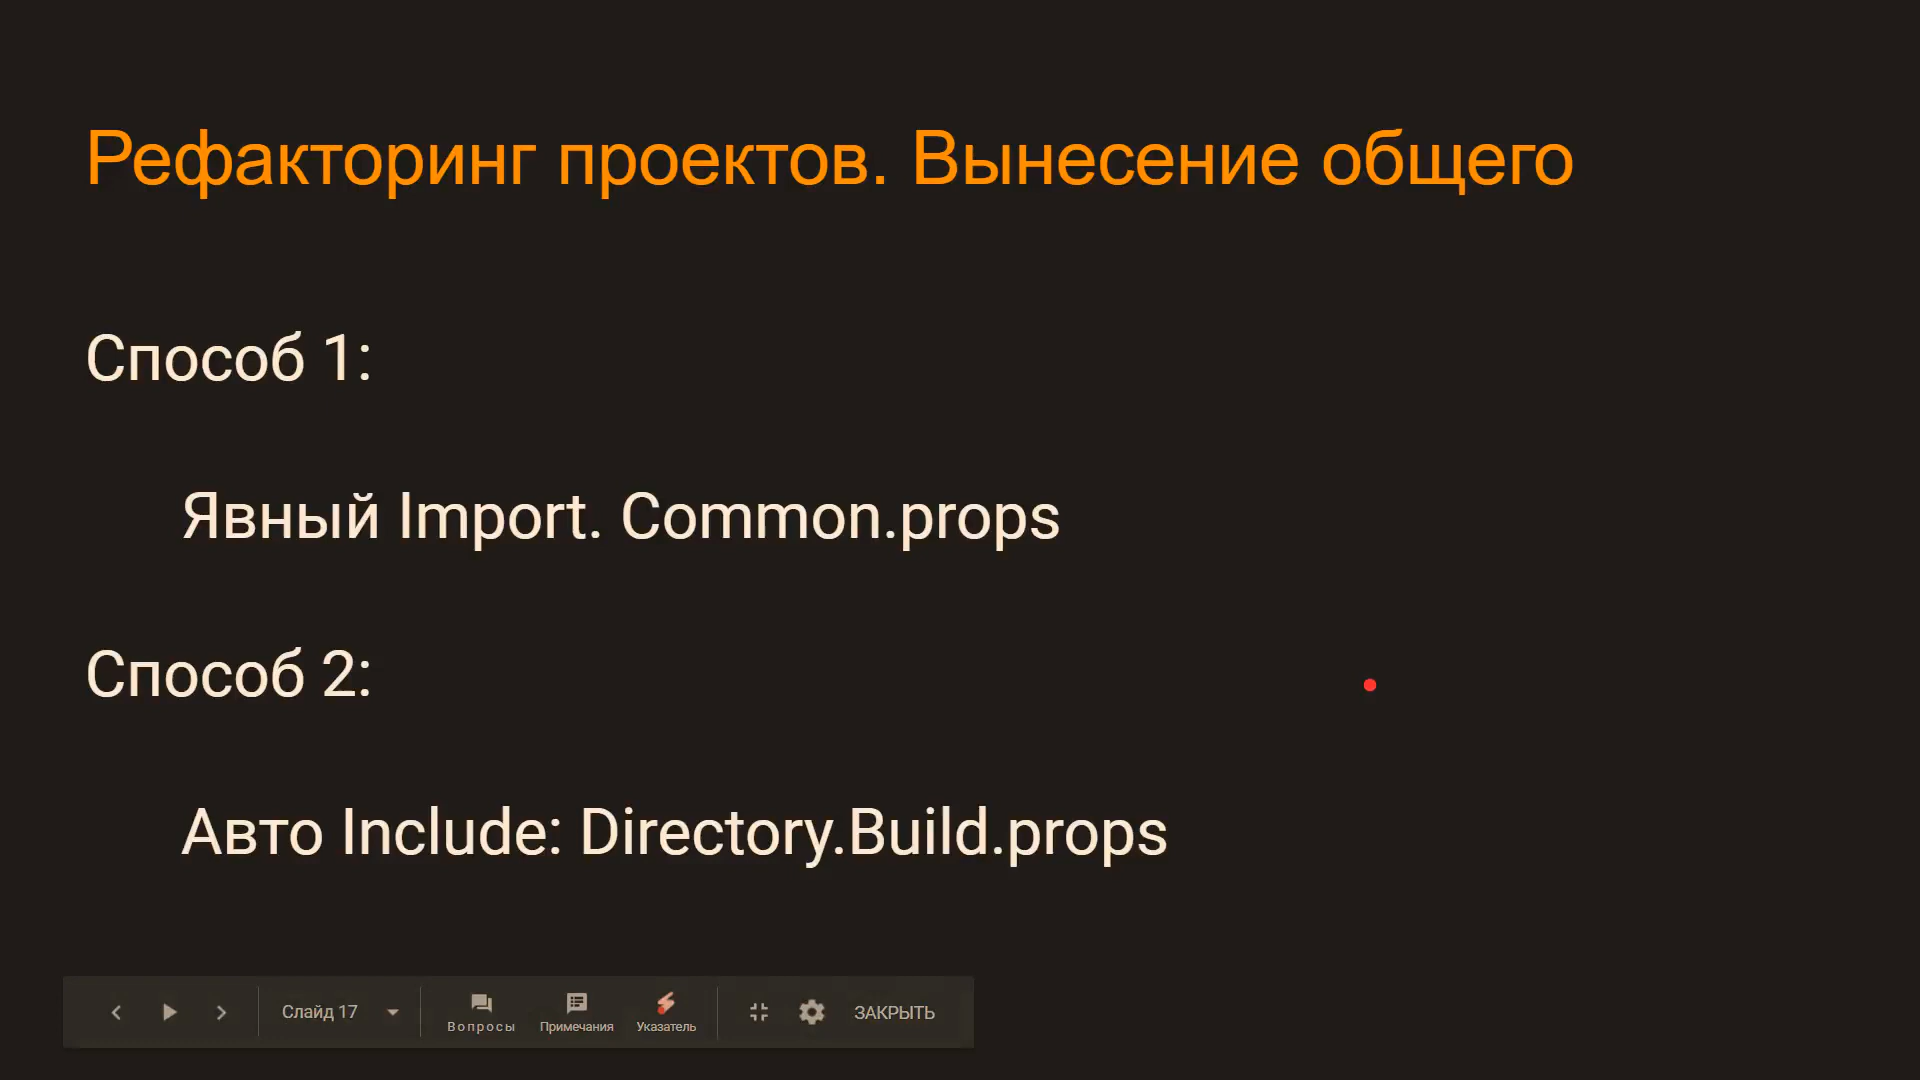 Рефакторинг проектов. Вынесение общего
Способ 1:
Явный Import. Common.props
Способ 2:
Авто Include: Directory.Build.props
Слайд 17
Вопросы
Примечания
Указатель
ЗАКРЫТЬ